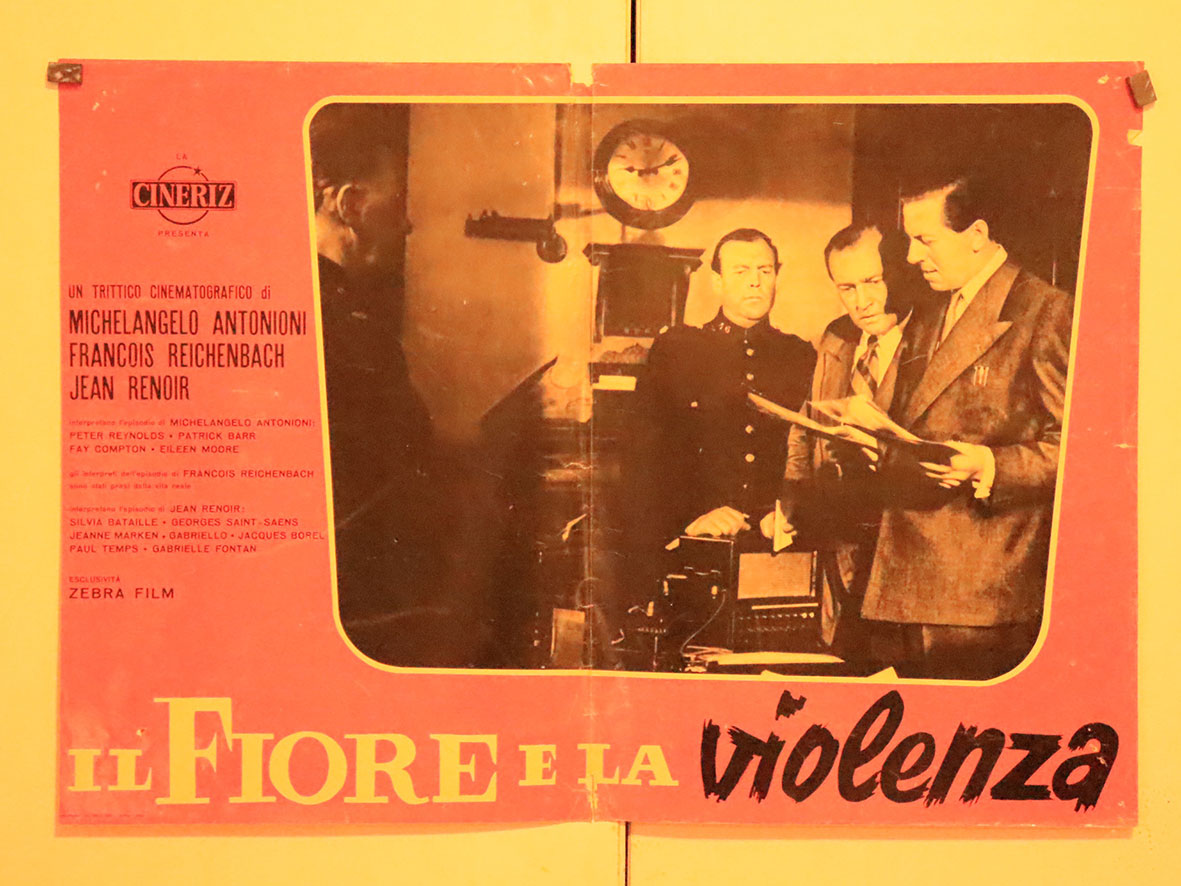 LA
CINERIZ
PRESENTA
UN TRITTICO CINEMATOGRAFICO di
MICHELANGELO ANTONIONI
FRANCOIS REICHENBACH
JEAN RENOIR
interpretano l'episodio di MICHELANGELO ANTONIONI:
PETER REYNOLDS • PATRICK BARR
FAY COMPTON • EILEEN MOORE
gli interpreti dell'episodio di FRANCOIS REICHENBACH
sono stati presi dalla vita reale
interpretano l'episodio di JEAN RENOIR:
SILVIA BATAILLE • GEORGES SAINT-SAENS
JEANNE MARKEN • GABRIELLO • JACQUES BOREL
PAUL TEMPS • GABRIELLE FONTAN
ESCLUSIVITÀ
ZEBRA FILM
IL FIORE E LA violenza